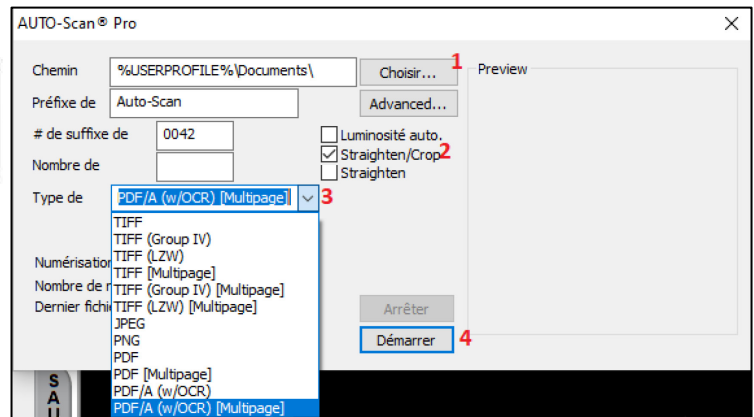 AUTO-Scan® Pro
Chemin %USERPROFILE%\Documents\ Choisir... 1 Preview
Préfixe de Auto-Scan Advanced...
# de suffixe de 0042 Luminosité auto.
Straighten/Crop 2
Nombre de Straighten
Type de PDF/A (w/OCR) [Multipage] 3
TIFF
TIFF (Group IV)
TIFF (LZW)
Numérisation TIFF [Multipage]
Nombre de r TIFF (Group IV) [Multipage]
Dernier fichi TIFF (LZW) [Multipage] Arrêter
JPEG
PNG Démarrer 4
PDF
PDF [Multipage]
PDF/A (w/OCR)
PDF/A (w/OCR) [Multipage]
S
A
U